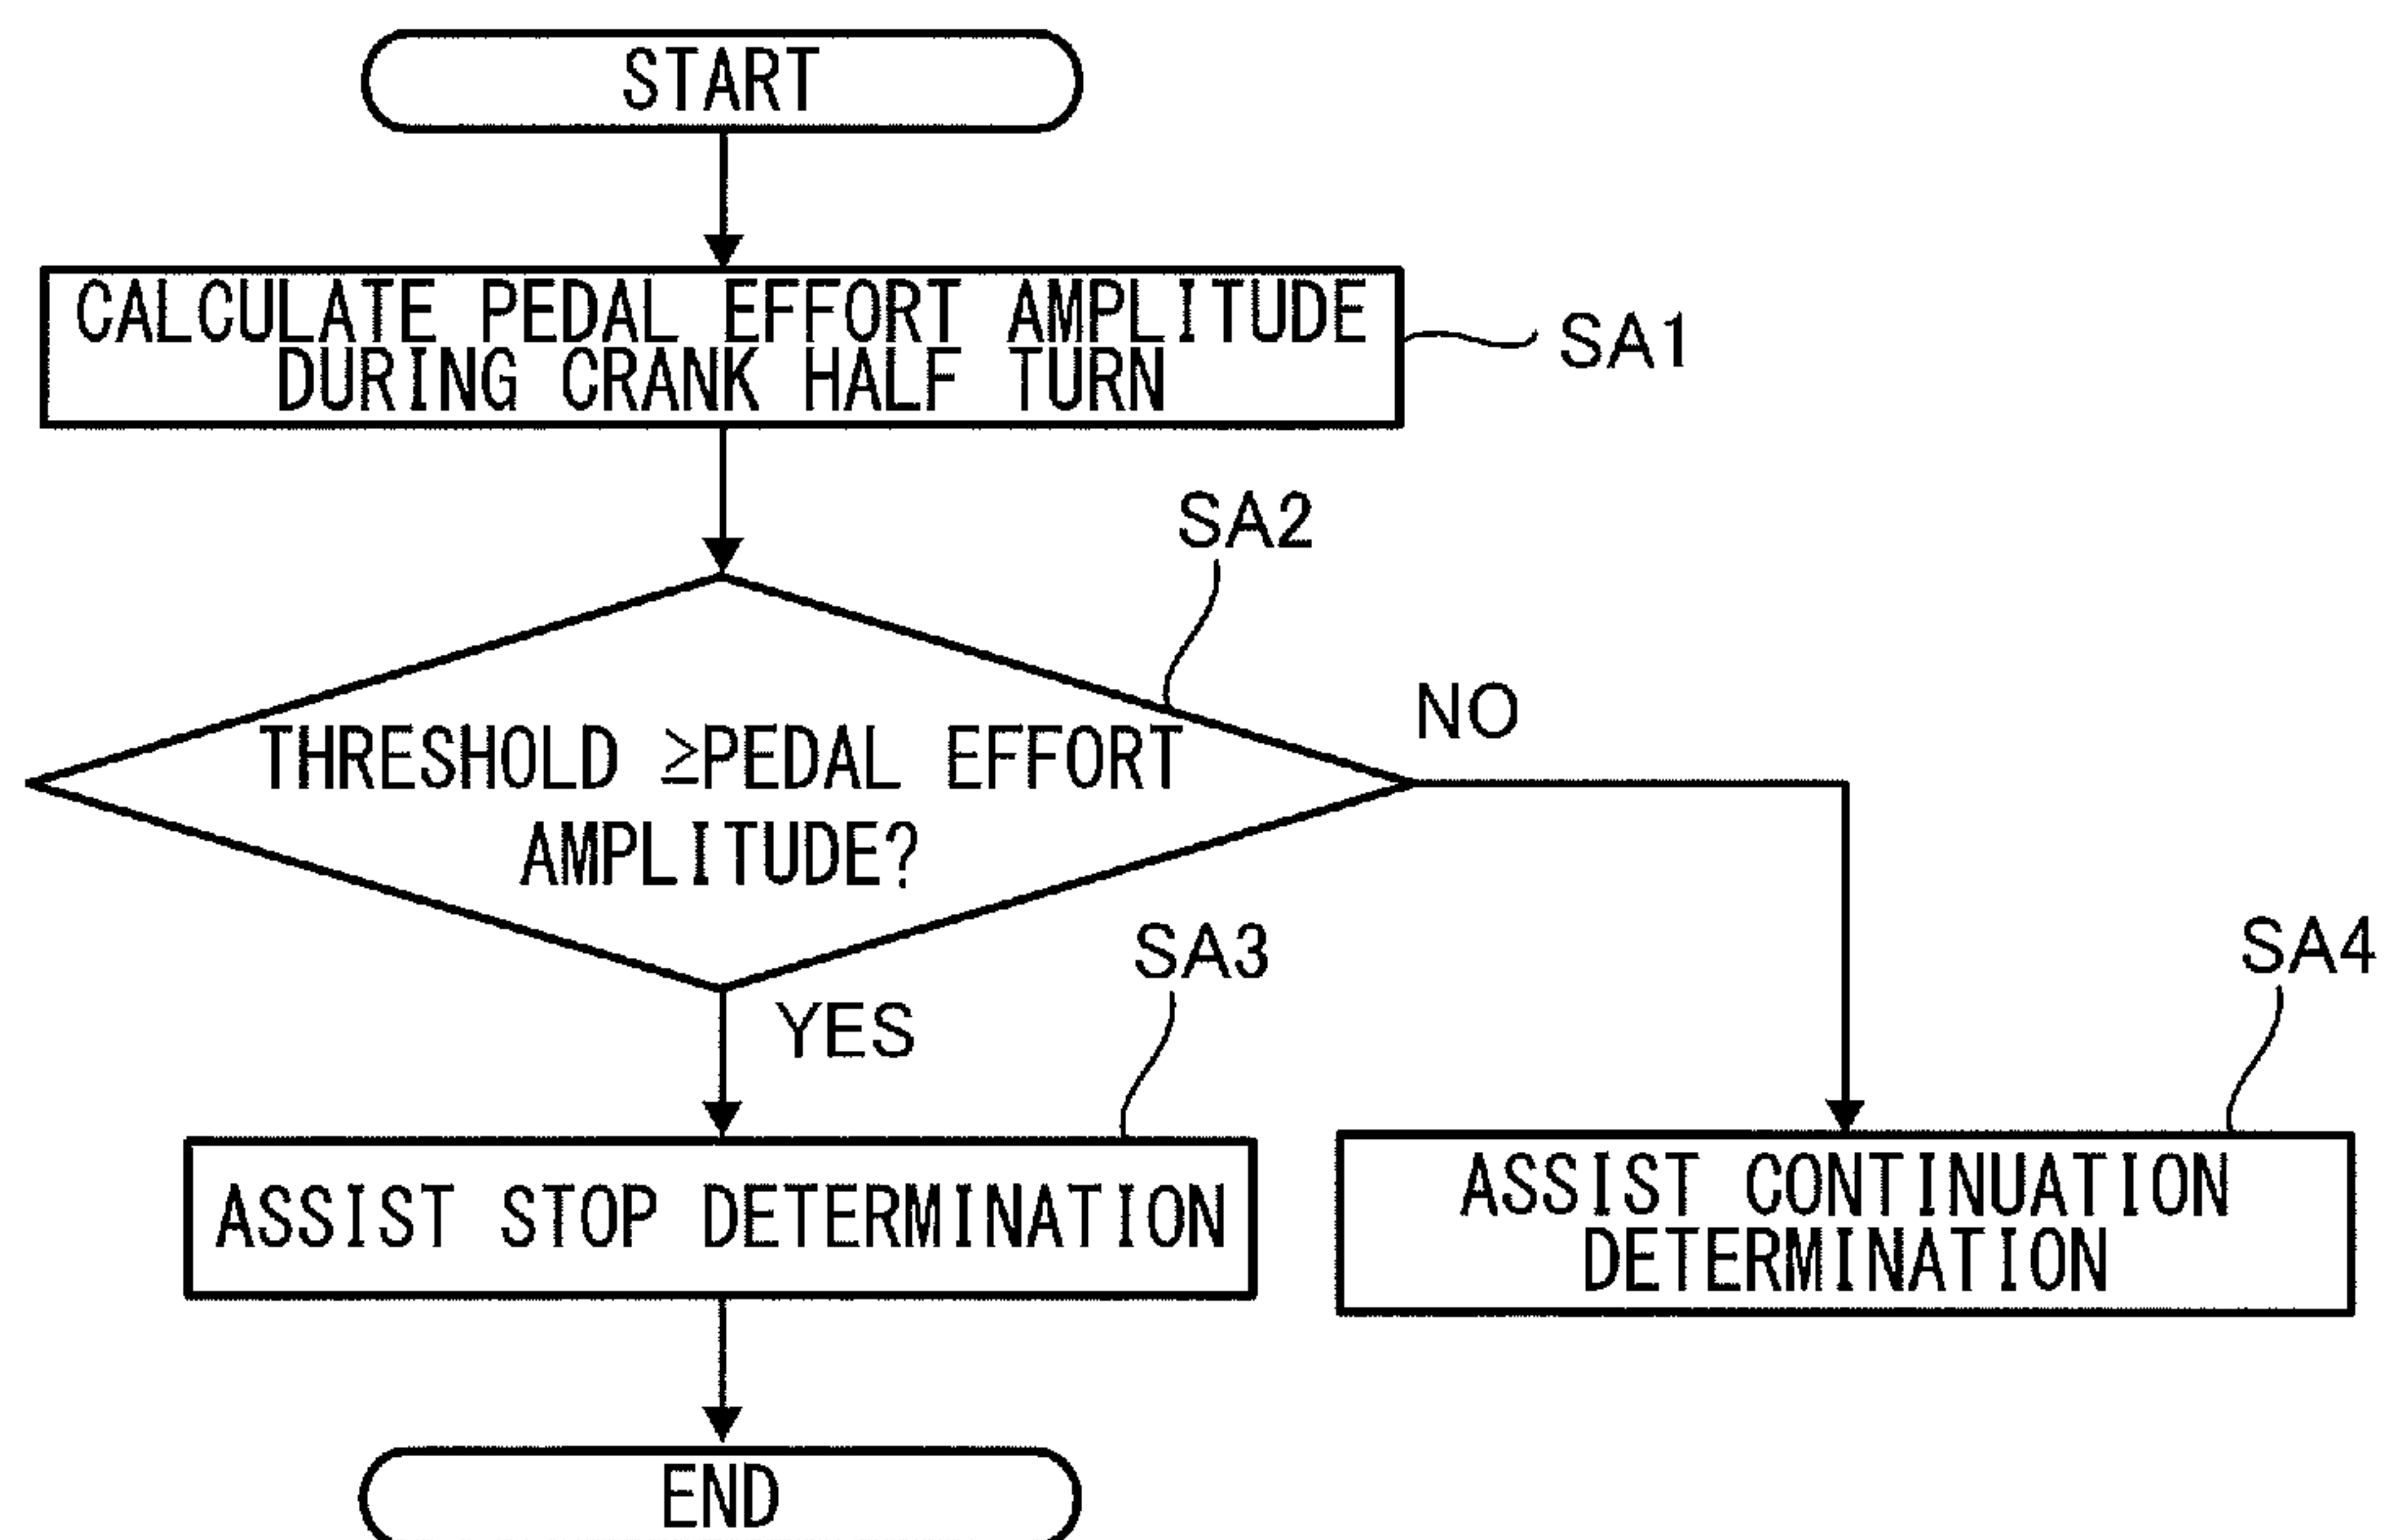 START
CALCULATE PEDAL EFFORT AMPLITUDE
DURING CRANK HALF TURN
SA1
SA2
THRESHOLD ≥PEDAL EFFORT
AMPLITUDE?
NO
YES
SA3
SA4
ASSIST STOP DETERMINATION
ASSIST CONTINUATION
DETERMINATION
END